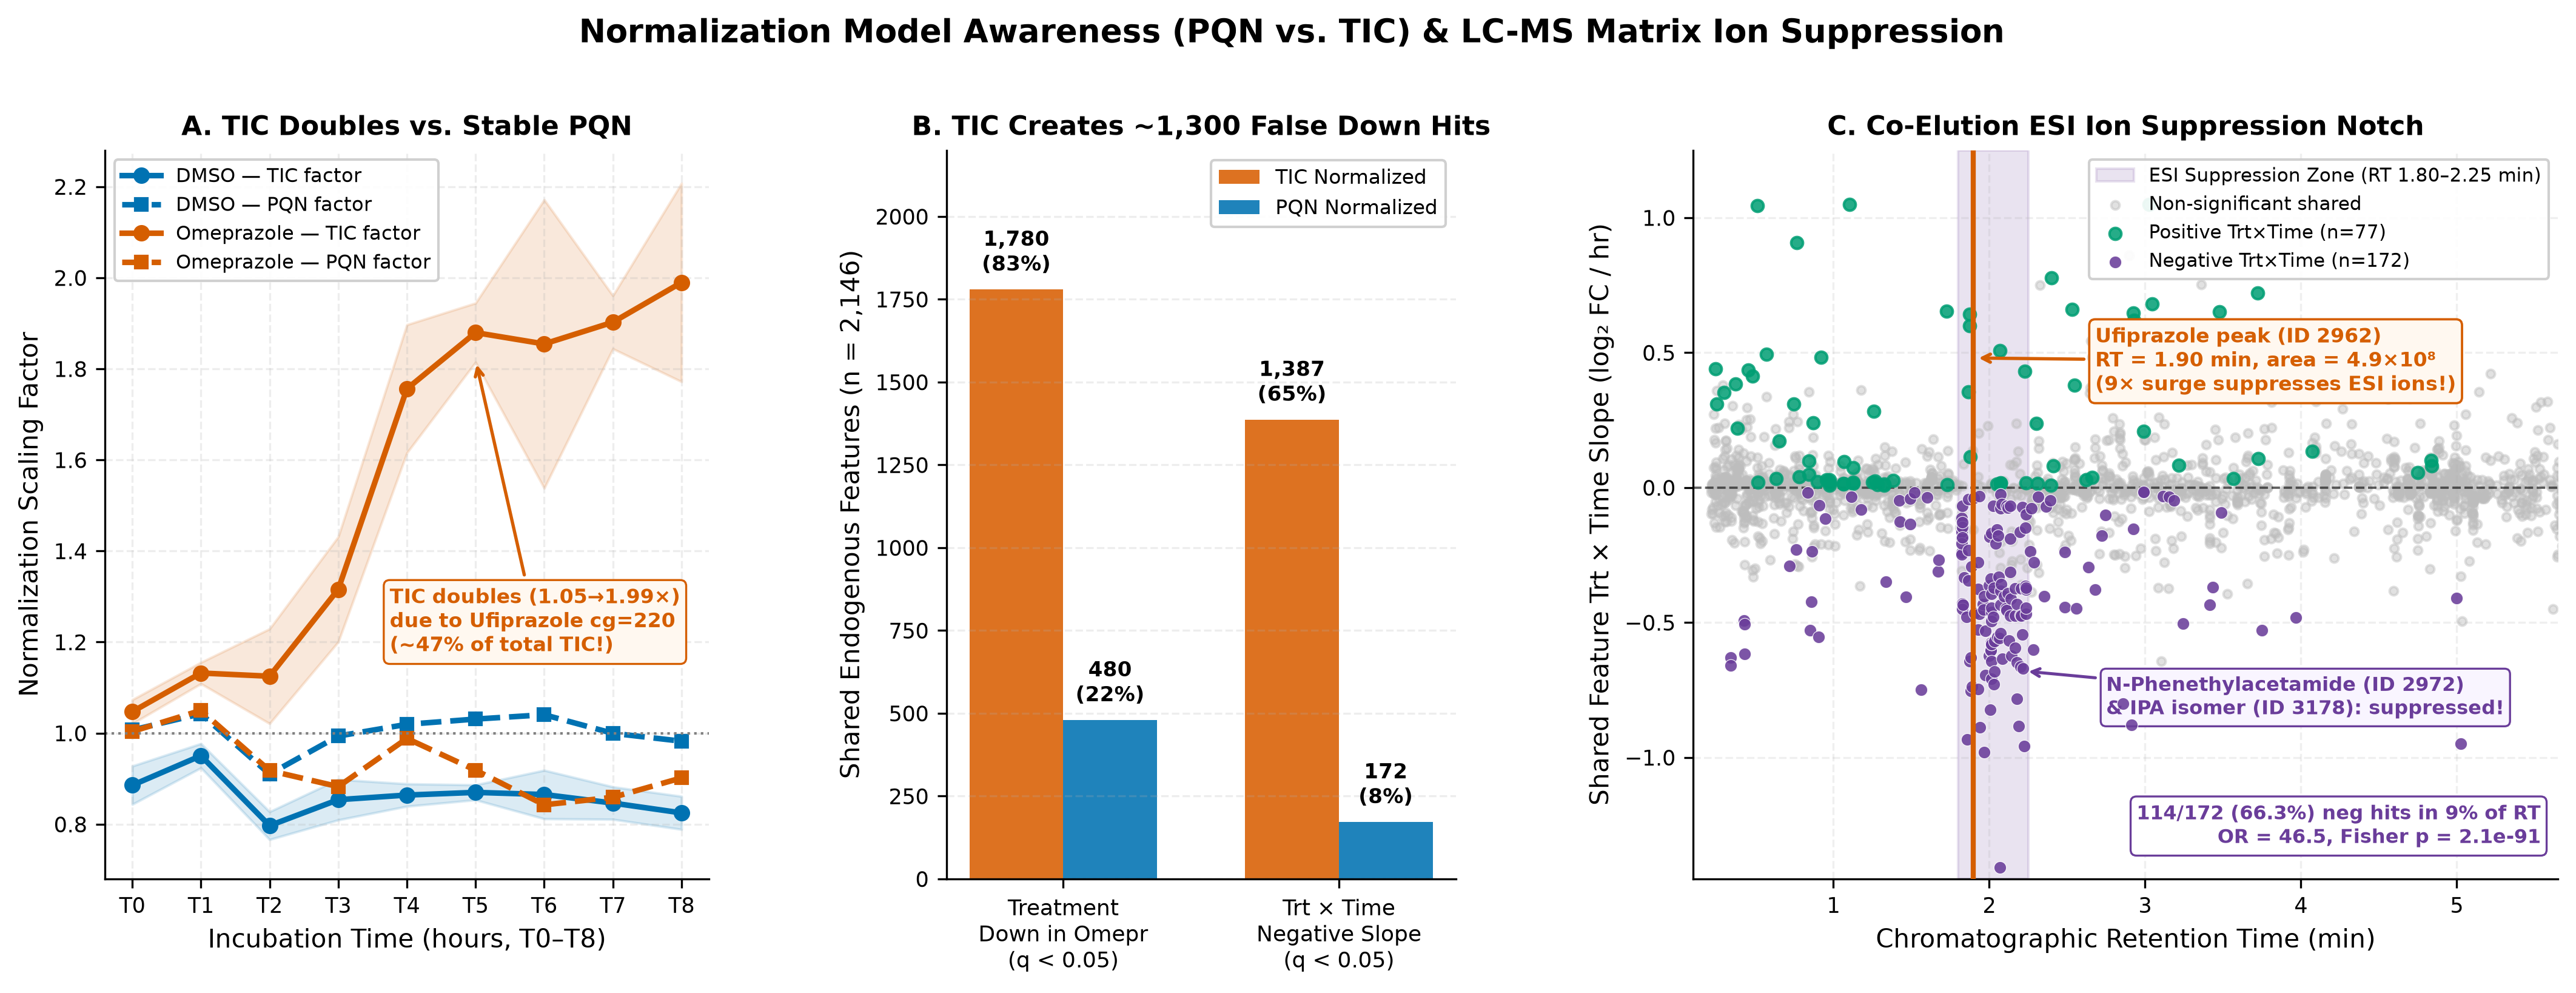 Normalization Model Awareness (PQN vs. TIC) & LC-MS Matrix Ion Suppression
A. TIC Doubles vs. Stable PQN
Normalization Scaling Factor
2.2
2.0
1.8
1.6
1.4
1.2
1.0
0.8
DMSO — TIC factor
DMSO — PQN factor
Omeprazole — TIC factor
Omeprazole — PQN factor
TIC doubles (1.05→1.99×)
due to Ufiprazole cg=220
(~47% of total TIC!)
T0 T1 T2 T3 T4 T5 T6 T7 T8
Incubation Time (hours, T0–T8)
B. TIC Creates ~1,300 False Down Hits
Shared Endogenous Features (n = 2,146)
2000
1750
1500
1250
1000
750
500
250
0
TIC Normalized
PQN Normalized
1,780
(83%)
480
(22%)
1,387
(65%)
172
(8%)
Treatment
Down in Omepr
(q < 0.05)
Trt × Time
Negative Slope
(q < 0.05)
C. Co-Elution ESI Ion Suppression Notch
Shared Feature Trt × Time Slope (log₂ FC / hr)
1.0
0.5
0.0
−0.5
−1.0
ESI Suppression Zone (RT 1.80–2.25 min)
Non-significant shared
Positive Trt×Time (n=77)
Negative Trt×Time (n=172)
Ufiprazole peak (ID 2962)
RT = 1.90 min, area = 4.9×10⁸
(9× surge suppresses ESI ions!)
N-Phenethylacetamide (ID 2972)
& IPA isomer (ID 3178): suppressed!
114/172 (66.3%) neg hits in 9% of RT
OR = 46.5, Fisher p = 2.1e-91
1 2 3 4 5
Chromatographic Retention Time (min)